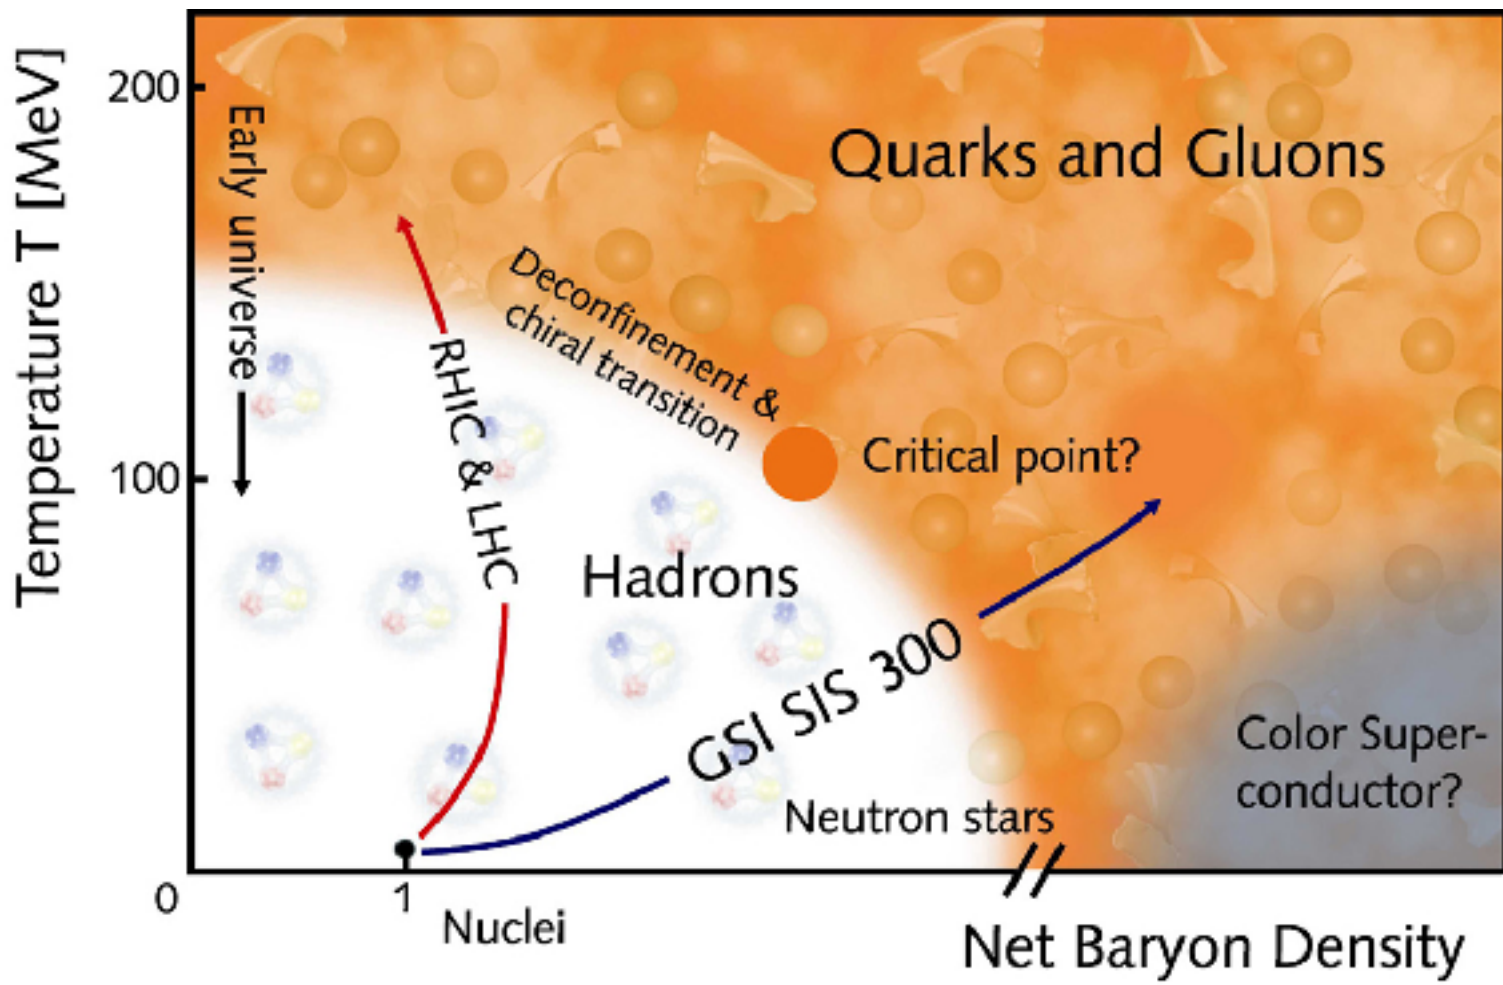 Temperature T [MeV]
200
100
0
Early universe
Quarks and Gluons
Deconfinement &
chiral transition
RHIC & LHC
Critical point?
Hadrons
GSI SIS 300
Color Super-
conductor?
Neutron stars
1
Nuclei
Net Baryon Density